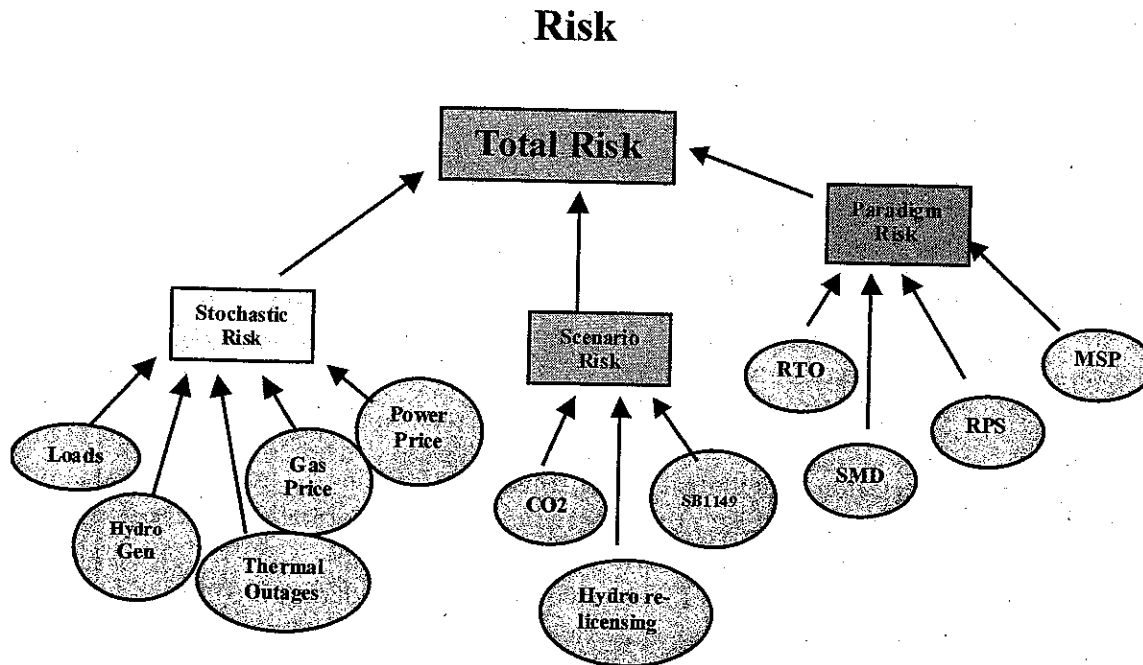 Risk
Total Risk
Paradigm
Risk
Stochastic
Risk
Scenario
Risk
RTO
MSP
Power
Price
RPS
Loads
Gas
Price
SMD
CO2
SB1149
Hydro
Gen
Thermal
Outages
Hydro re-
licensing